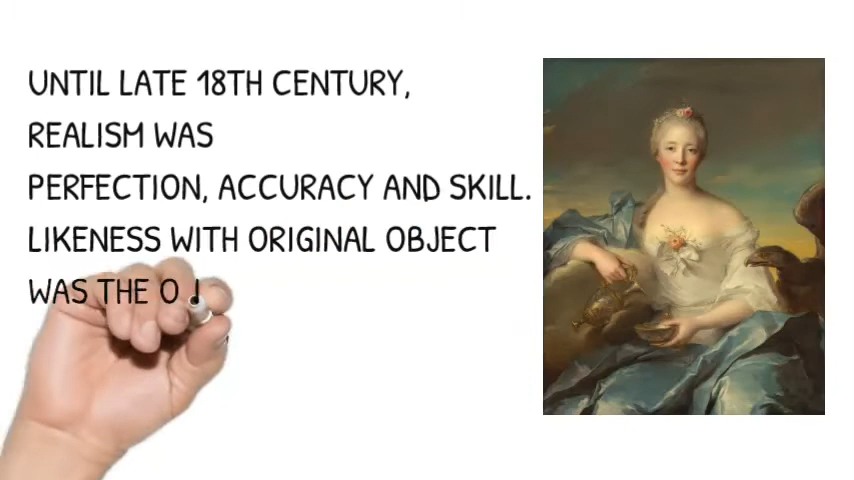 UNTIL LATE 18TH CENTURY,
REALISM WAS
PERFECTION, ACCURACY AND SKILL.
LIKENESS WITH ORIGINAL OBJECT
WAS THE O